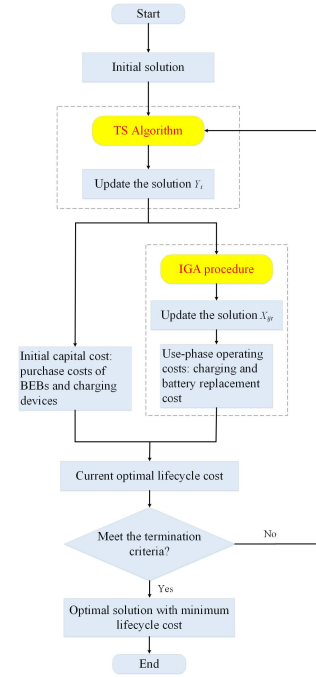 Start
Initial solution
TS Algorithm
Update the solution Yᵢ
IGA procedure
Update the solution Xᵢⱼₜ
Initial capital cost:
purchase costs of
BEBs and charging
devices
Use-phase operating
costs: charging and
battery replacement
cost
Current optimal lifecycle cost
Meet the termination
criteria?
No
Yes
Optimal solution with minimum
lifecycle cost
End